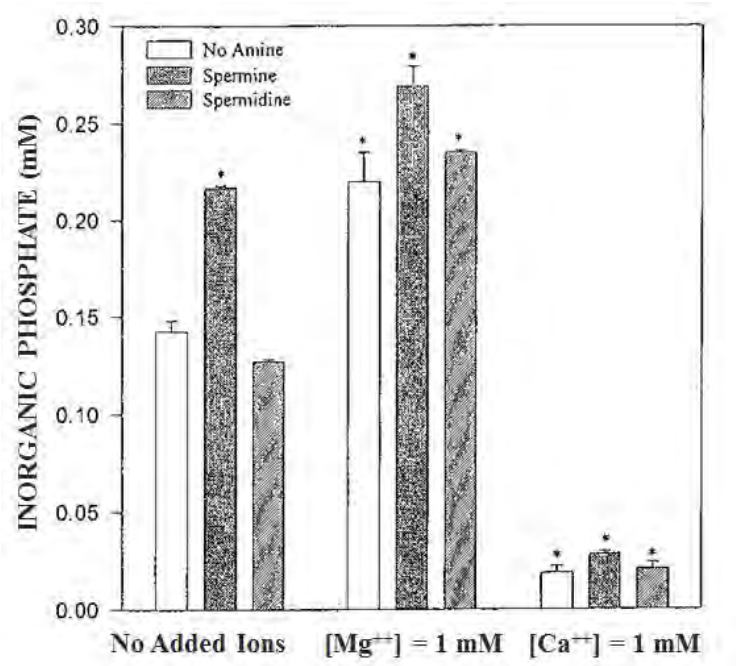 0.30
No Amine
Spermine
Spermidine
0.25
0.20
0.15
0.10
0.05
0.00
INORGANIC PHOSPHATE (mM)
* * * * * * *
No Added Ions [Mg⁺⁺] = 1 mM [Ca⁺⁺] = 1 mM